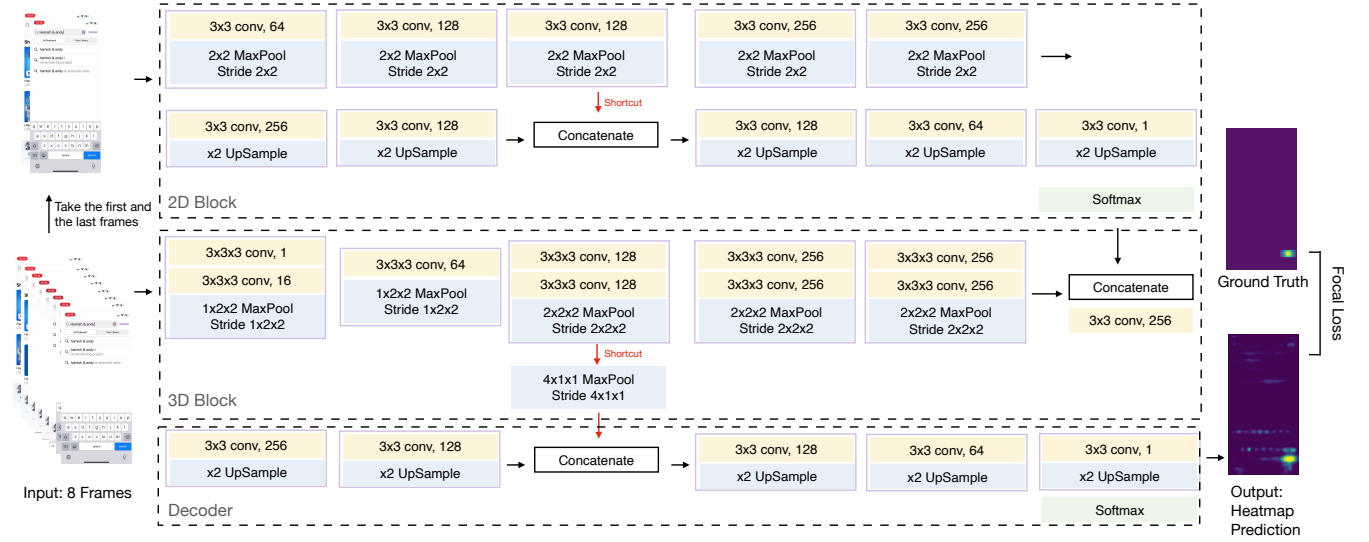 3x3 conv, 64
2x2 MaxPool
Stride 2x2
3x3 conv, 128
2x2 MaxPool
Stride 2x2
3x3 conv, 128
2x2 MaxPool
Stride 2x2
3x3 conv, 256
2x2 MaxPool
Stride 2x2
3x3 conv, 256
2x2 MaxPool
Stride 2x2
Shortcut
3x3 conv, 256
x2 UpSample
3x3 conv, 128
x2 UpSample
Concatenate
3x3 conv, 128
x2 UpSample
3x3 conv, 64
x2 UpSample
3x3 conv, 1
x2 UpSample
2D Block
Softmax
Take the first and
the last frames
3x3x3 conv, 1
3x3x3 conv, 16
1x2x2 MaxPool
Stride 1x2x2
3x3x3 conv, 64
1x2x2 MaxPool
Stride 1x2x2
3x3x3 conv, 128
3x3x3 conv, 128
2x2x2 MaxPool
Stride 2x2x2
3x3x3 conv, 256
3x3x3 conv, 256
2x2x2 MaxPool
Stride 2x2x2
3x3x3 conv, 256
3x3x3 conv, 256
2x2x2 MaxPool
Stride 2x2x2
Concatenate
3x3 conv, 256
Shortcut
4x1x1 MaxPool
Stride 4x1x1
3D Block
3x3 conv, 256
x2 UpSample
3x3 conv, 128
x2 UpSample
Concatenate
3x3 conv, 128
x2 UpSample
3x3 conv, 64
x2 UpSample
3x3 conv, 1
x2 UpSample
Decoder
Softmax
Input: 8 Frames
Ground Truth
Focal Loss
Output:
Heatmap
Prediction